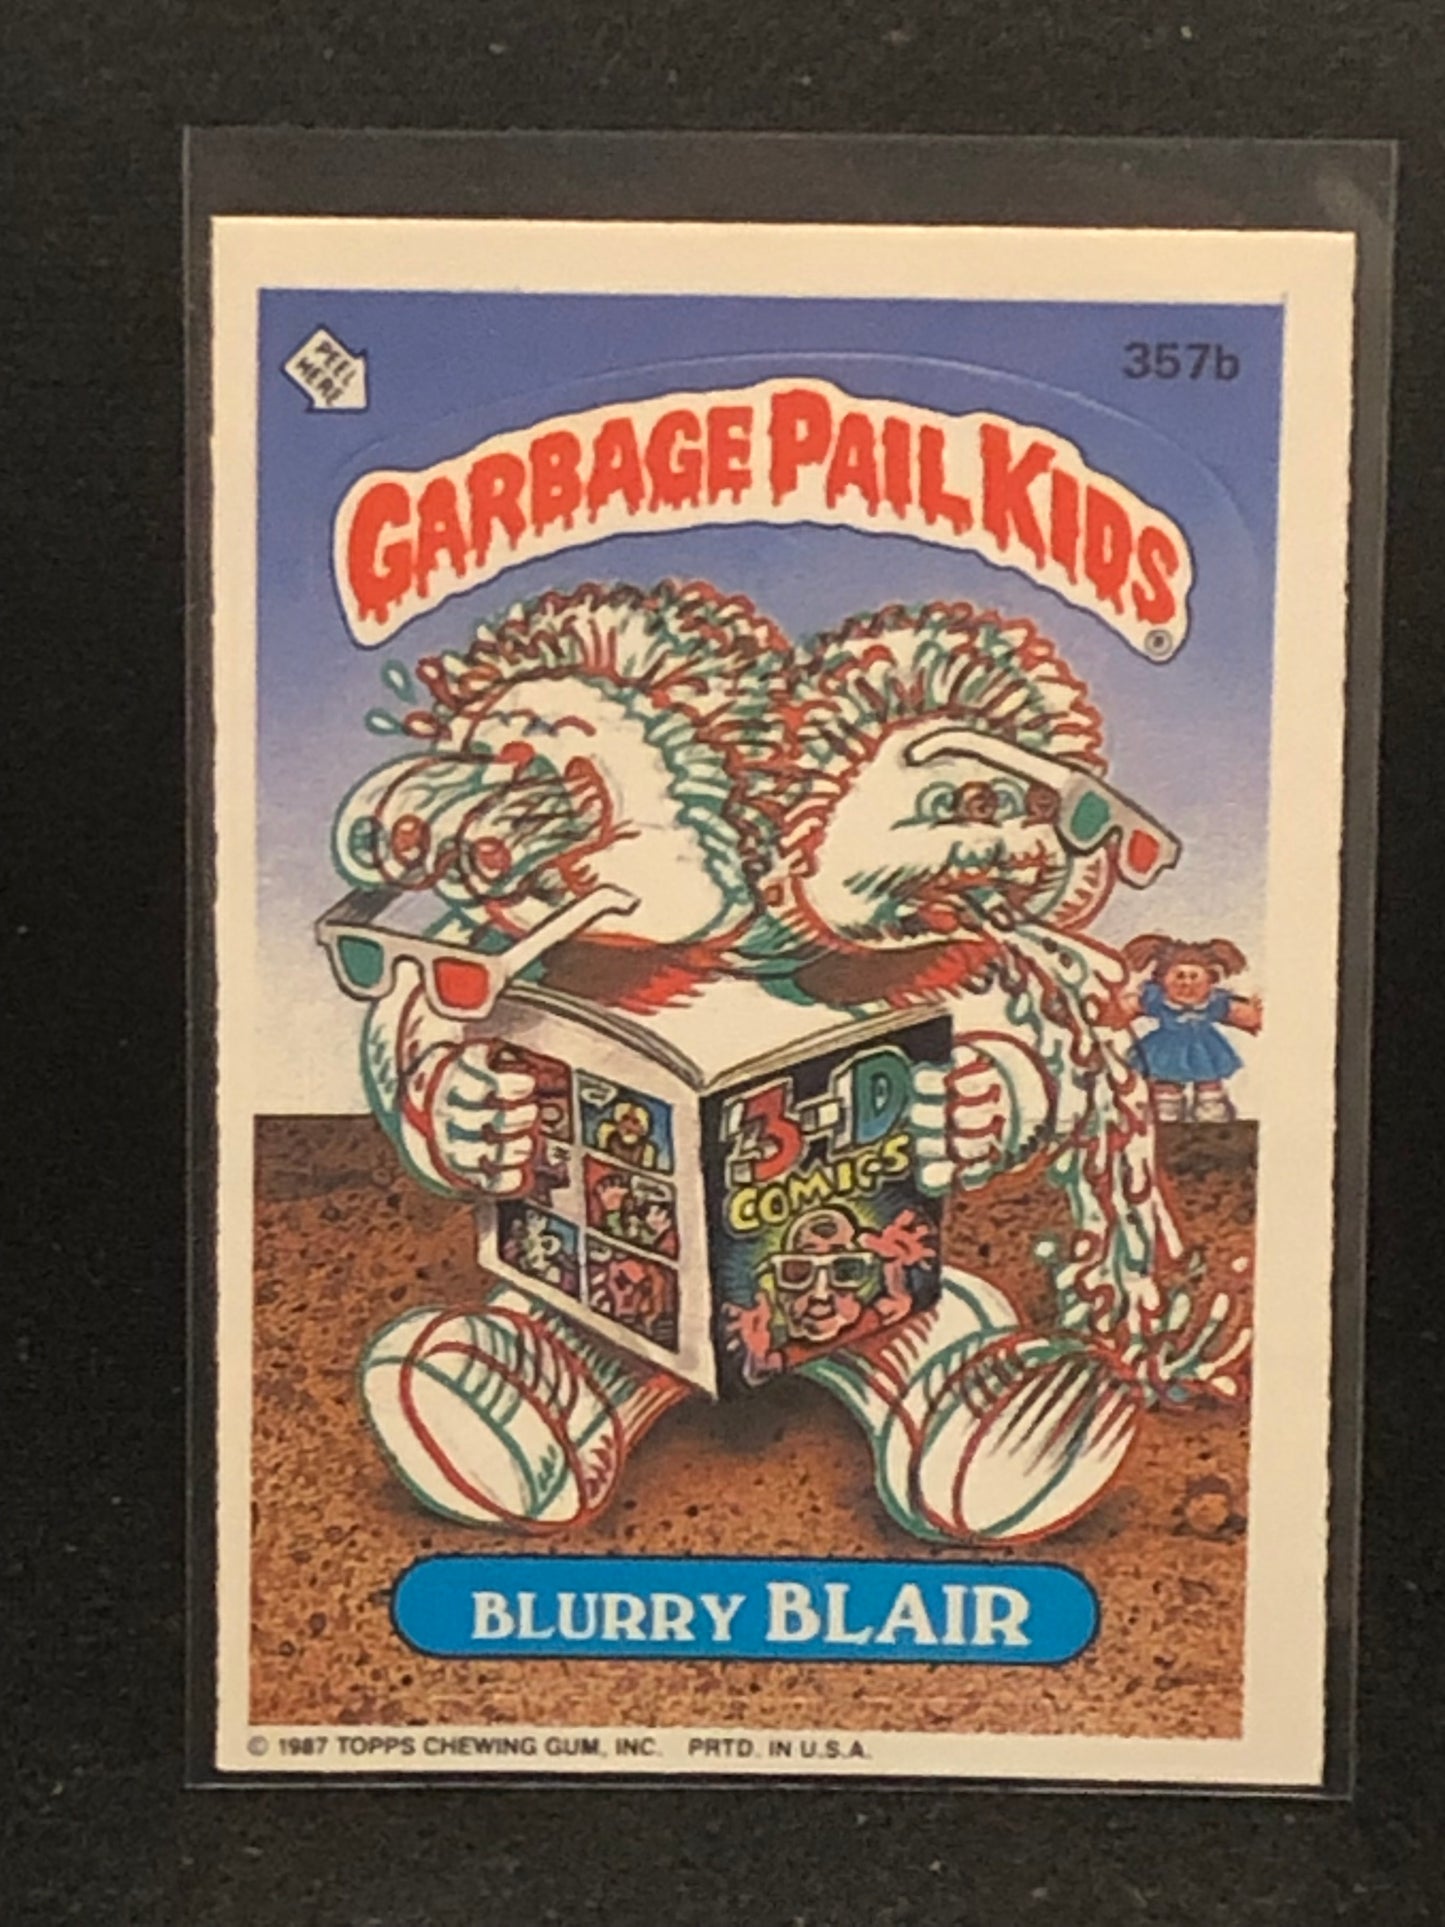 PEEL
HERE
357b
GARBAGE PAIL KIDS
®
3-D
COMICS
BLURRY BLAIR
© 1987 TOPPS CHEWING GUM, INC. PRTD. IN U.S.A.